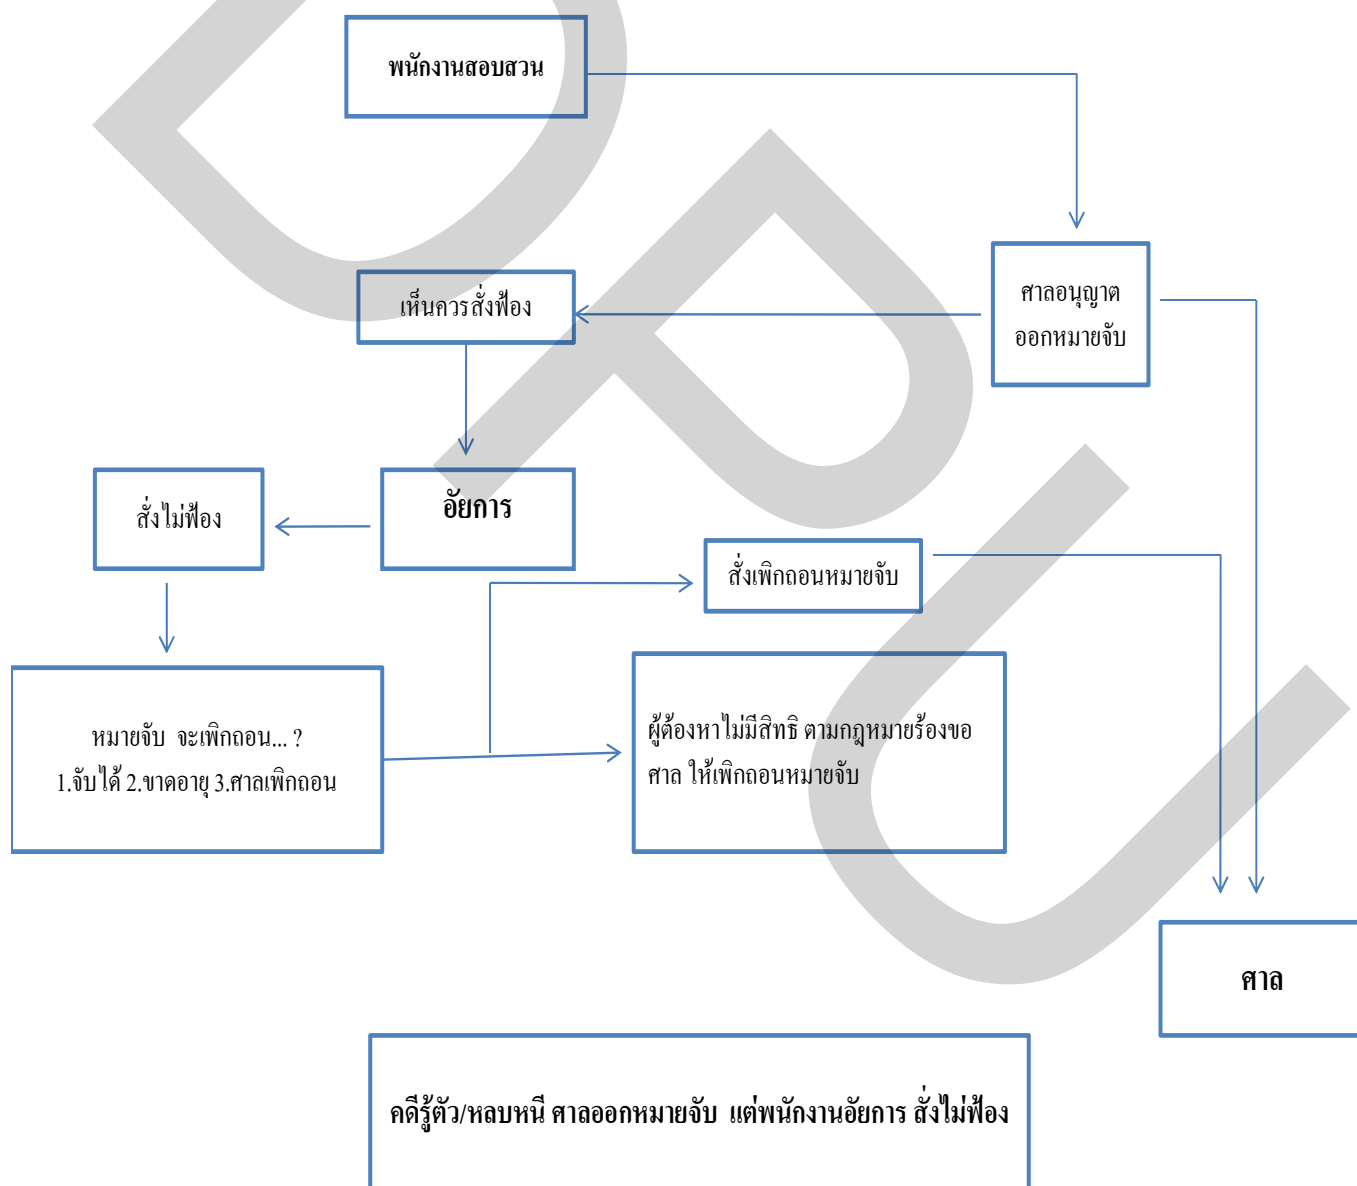 พนักงานสอบสวน
ศาลอนุญาต
ออกหมายจับ
เห็นควรสั่งฟ้อง
อัยการ
สั่งไม่ฟ้อง
สั่งเพิกถอนหมายจับ
หมายจับ จะเพิกถอน... ?
1.จับได้ 2.ขาดอายุ 3.ศาลเพิกถอน
ผู้ต้องหาไม่มีสิทธิ ตามกฎหมายร้องขอ
ศาล ให้เพิกถอนหมายจับ
ศาล
คดีรู้ตัว/หลบหนี ศาลออกหมายจับ แต่พนักงานอัยการ สั่งไม่ฟ้อง
DPU